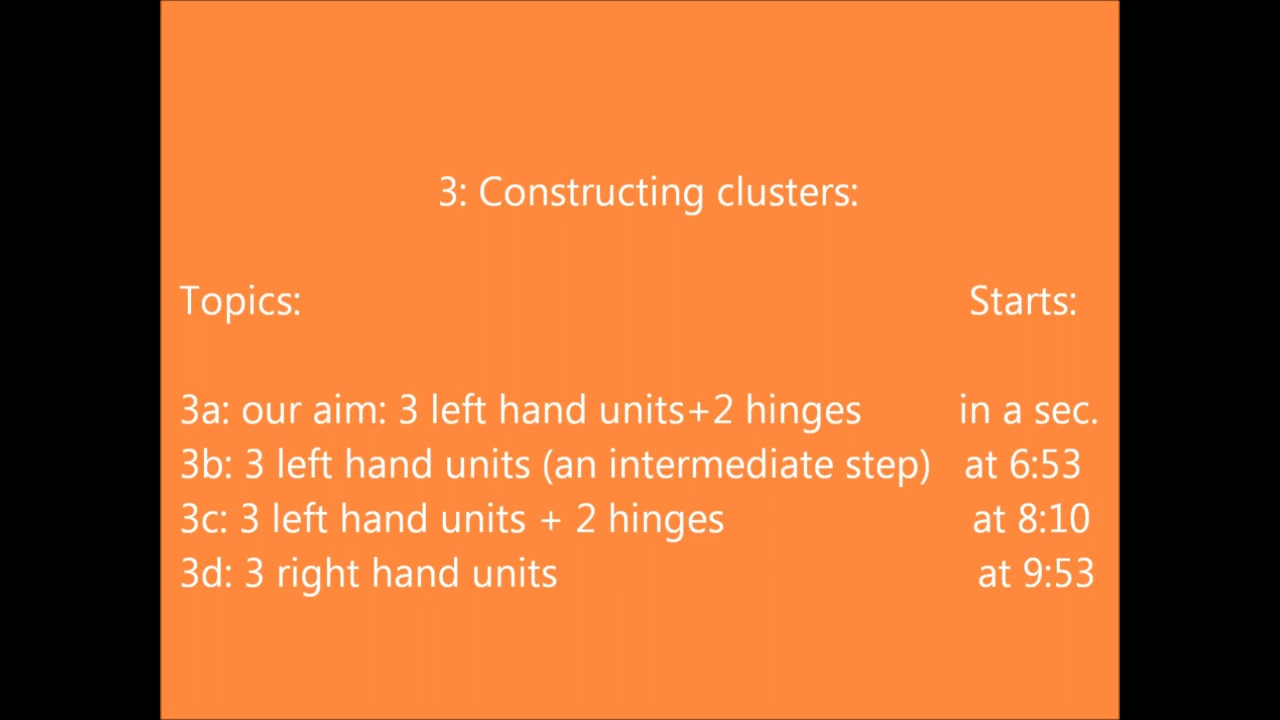 3: Constructing clusters:
Topics: Starts:
3a: our aim: 3 left hand units+2 hinges in a sec.
3b: 3 left hand units (an intermediate step) at 6:53
3c: 3 left hand units + 2 hinges at 8:10
3d: 3 right hand units at 9:53